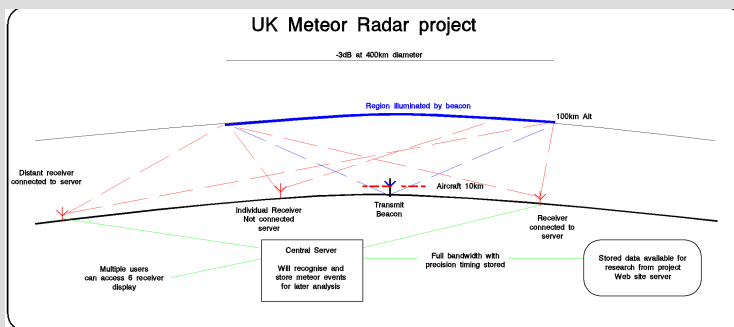 UK Meteor Radar project
-3dB at 400km diameter
Region illuminated by beacon
100km Alt
Distant receiver
connected to server
Aircraft 10km
Individual Receiver
Not connected
server
Transmit
Beacon
Receiver
connected to
server
Central Server
Will recognise and
store meteor events
for later analysis
Multiple users
can access 6 receiver
display
Full bandwidth with
precision timing stored
Stored data available for
research from project
Web site server